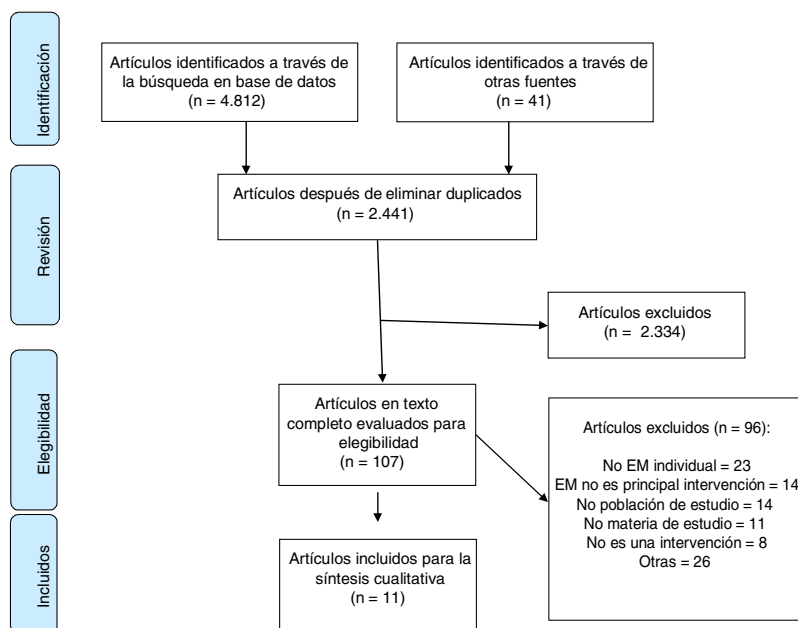 Identificación
Artículos identificados a través de
la búsqueda en base de datos
(n = 4.812)
Artículos identificados a través de
otras fuentes
(n = 41)
Revisión
Artículos después de eliminar duplicados
(n = 2.441)
Artículos excluidos
(n = 2.334)
Elegibilidad
Artículos en texto
completo evaluados para
elegibilidad
(n = 107)
Artículos excluidos (n = 96):
No EM individual = 23
EM no es principal intervención = 14
No población de estudio = 14
No materia de estudio = 11
No es una intervención = 8
Otras = 26
Incluidos
Artículos incluidos para la
síntesis cualitativa
(n = 11)